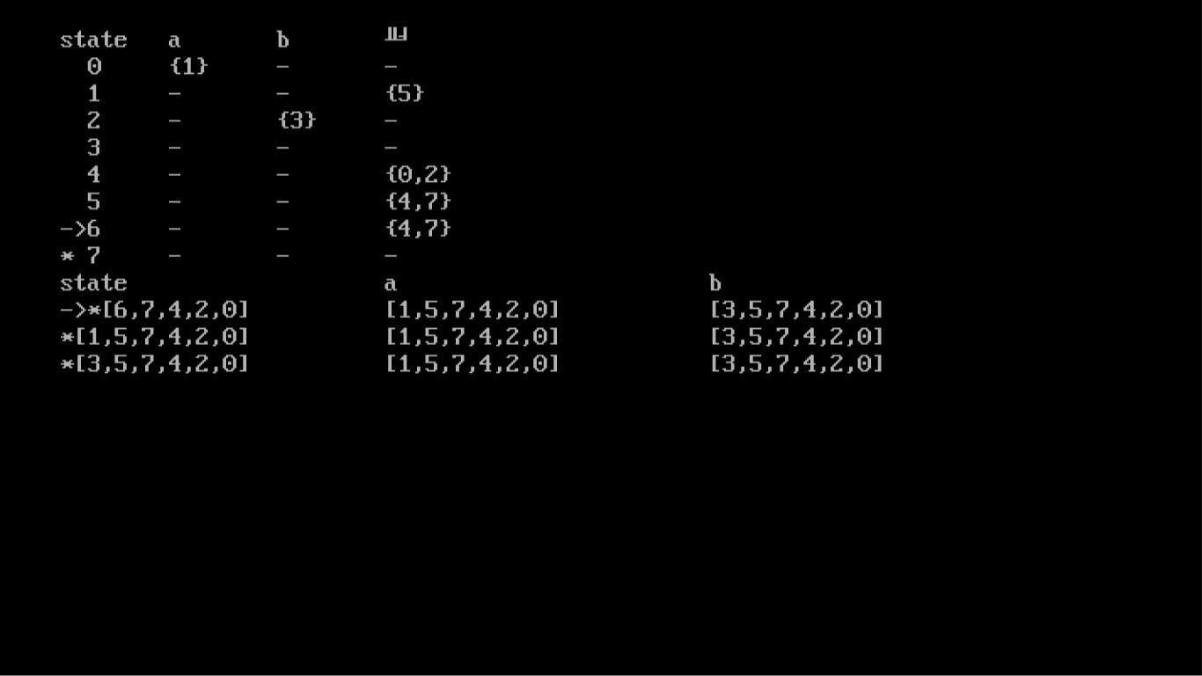 state a b
0 {1} - -
1 - - {5}
2 - {3} -
3 - - -
4 - - {0,2}
5 - - {4,7}
->6 - - {4,7}
* 7 - - -
state a b
->*[6,7,4,2,0] [1,5,7,4,2,0] [3,5,7,4,2,0]
*[1,5,7,4,2,0] [1,5,7,4,2,0] [3,5,7,4,2,0]
*[3,5,7,4,2,0] [1,5,7,4,2,0] [3,5,7,4,2,0]